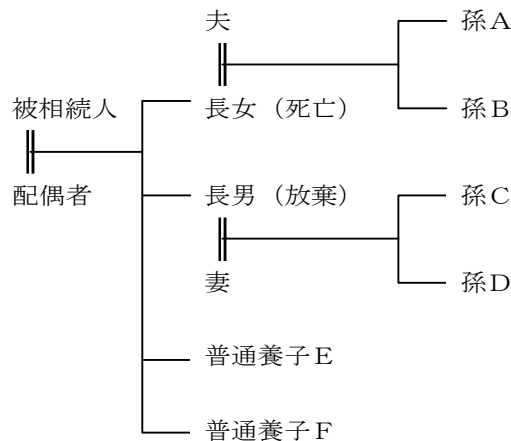 夫
孫Ａ
被相続人
長女（死亡）
孫Ｂ
配偶者
長男（放棄）
孫Ｃ
妻
孫Ｄ
普通養子Ｅ
普通養子Ｆ